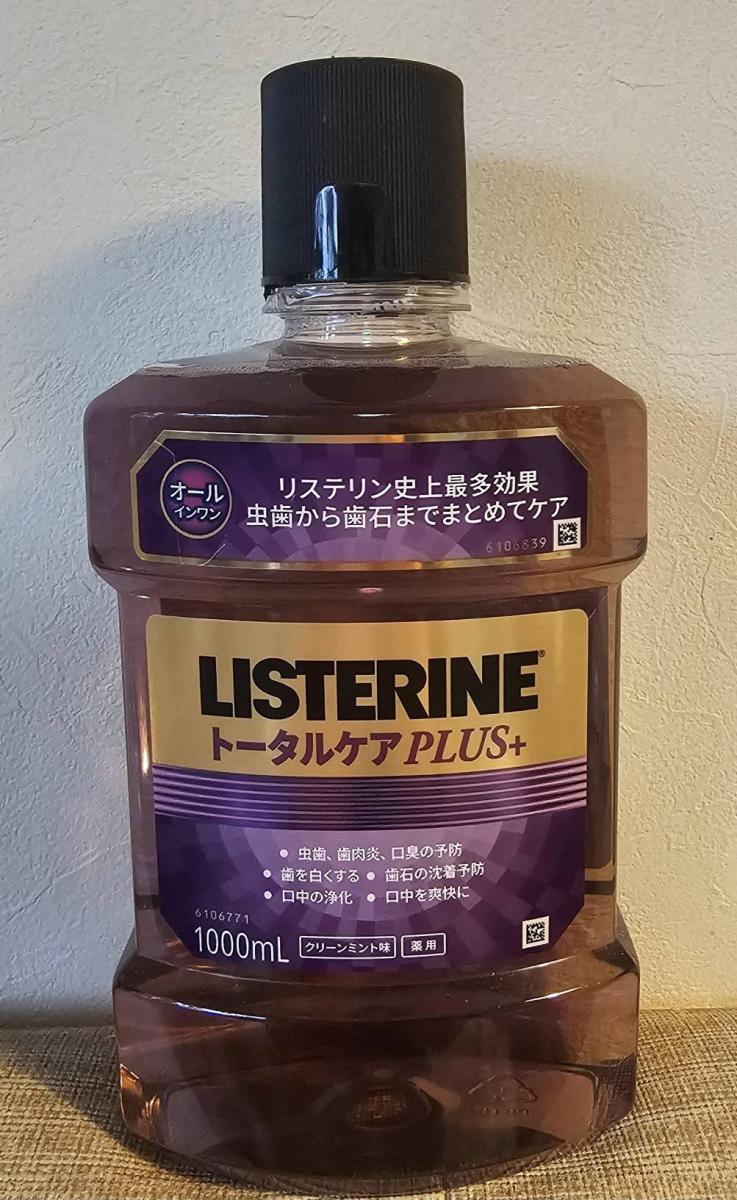 オール
インワン
リステリン史上最多効果
虫歯から歯石までまとめてケア
6106839
LISTERINE®
トータルケアPLUS+
• 虫歯、歯肉炎、口臭の予防
• 歯を白くする • 歯石の沈着予防
• 口中の浄化 • 口中を爽快に
6106771
1000mL クリーンミント味 薬用